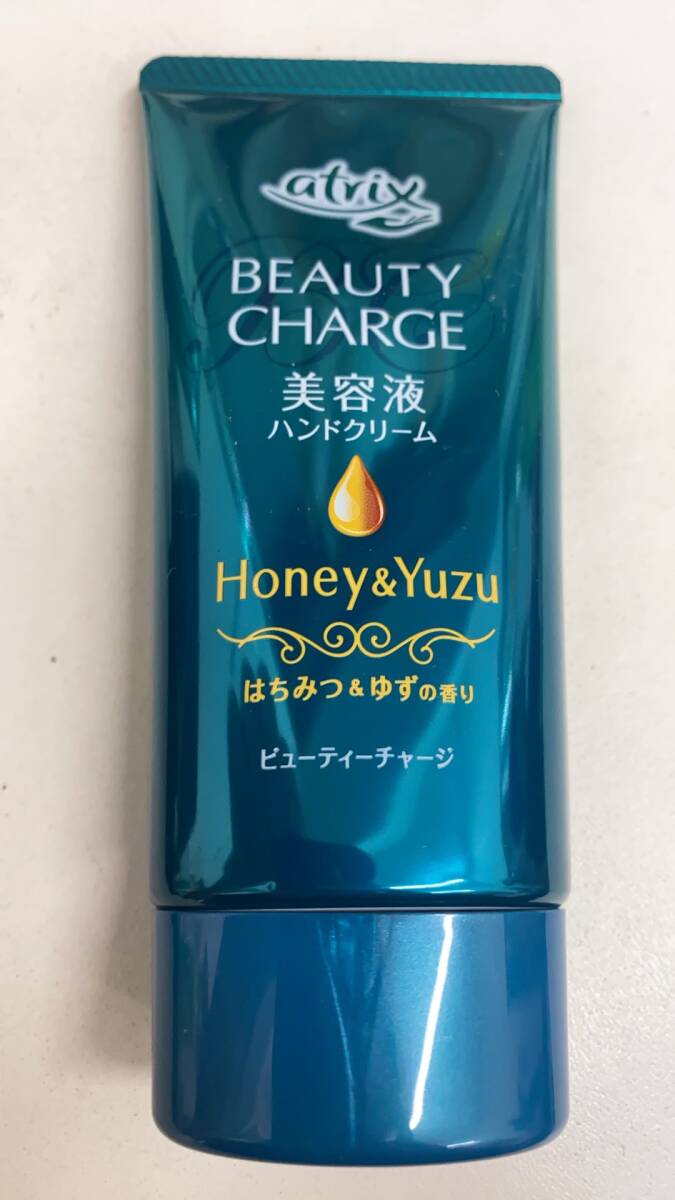 atrix
BEAUTY
CHARGE
美容液
ハンドクリーム
Honey&Yuzu
はちみつ&ゆずの香り
ビューティーチャージ